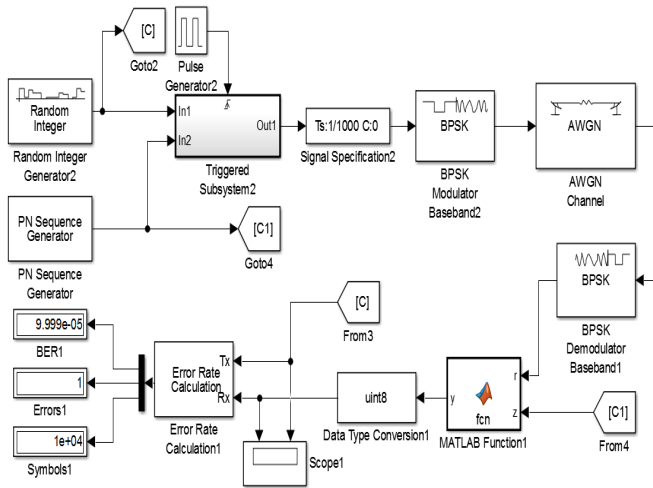 [C]
Goto2
Pulse
Generator2
Random
Integer
Random Integer
Generator2
In1
In2
Out1
Triggered
Subsystem2
Ts:1/1000 C:0
Signal Specification2
BPSK
BPSK
Modulator
Baseband2
AWGN
AWGN
Channel
PN Sequence
Generator
PN Sequence
Generator
[C1]
Goto4
BPSK
BPSK
Demodulator
Baseband1
[C]
From3
9.999e-05
BER1
1
Errors1
1e+04
Symbols1
Error Rate
Calculation
Tx
Rx
Error Rate
Calculation1
Scope1
uint8
Data Type Conversion1
y
fcn
r
z
MATLAB Function1
[C1]
From4